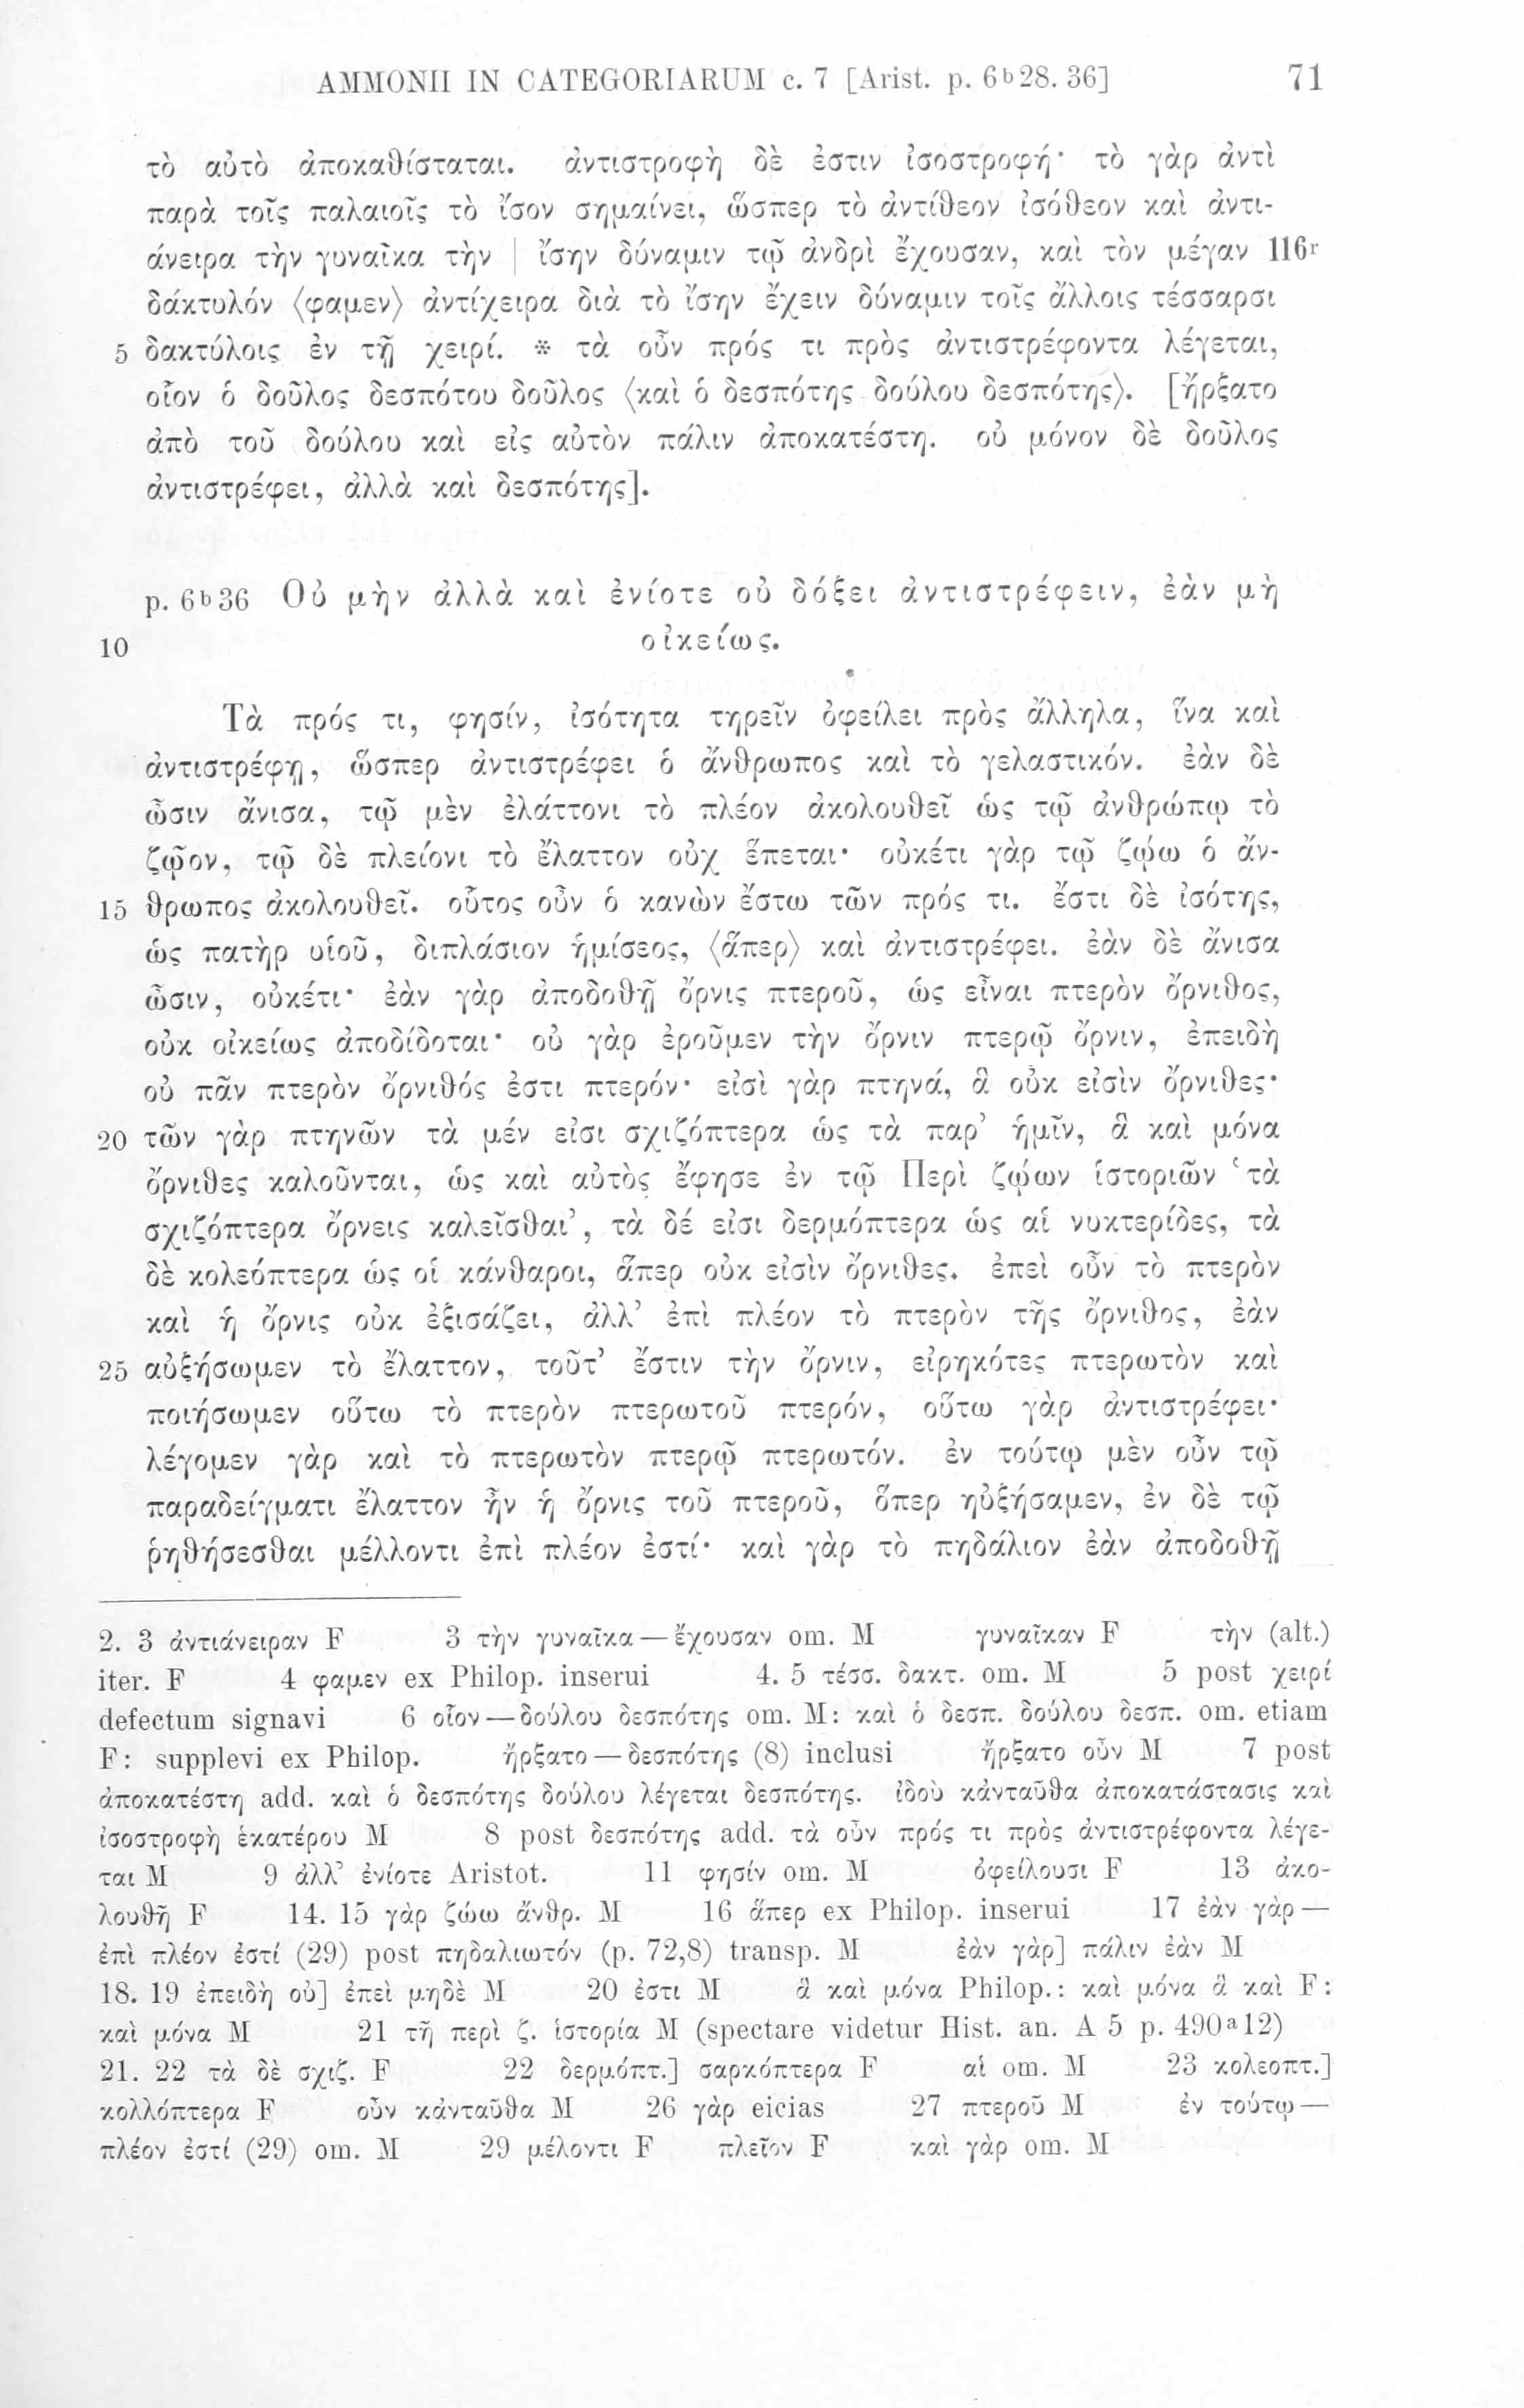 AMMONII IN CATEGORIARUM c. 7 [Arist. p. 6b28. 36] 71
τὸ αὐτὸ ἀποκαθίσταται. ἀντιστροφὴ δὲ ἐστιν ἰσοστροφή· τὸ γὰρ ἀντὶ
παρὰ τοῖς παλαιοῖς τὸ ἴσον σημαίνει, ὥσπερ τὸ ἀντίθεον ἰσόθεον καὶ ἀντι-
άνειρα τὴν γυναῖκα τὴν | ἴσην δύναμιν τῷ ἀνδρὶ ἔχουσαν, καὶ τὸν μέγαν 116r
δάκτυλόν ⟨φαμεν⟩ ἀντίχειρα διὰ τὸ ἴσην ἔχειν δύναμιν τοῖς ἄλλοις τέσσαρσι
5 δακτύλοις ἐν τῇ χειρί. * τὰ οὖν πρός τι πρὸς ἀντιστρέφοντα λέγεται,
οἷον ὁ δοῦλος δεσπότου δοῦλος ⟨καὶ ὁ δεσπότης δούλου δεσπότης⟩. [ἤρξατο
ἀπὸ τοῦ δούλου καὶ εἰς αὐτὸν πάλιν ἀποκατέστη. οὐ μόνον δὲ δοῦλος
ἀντιστρέφει, ἀλλὰ καὶ δεσπότης].
p. 6b36 Οὐ μὴν ἀλλὰ καὶ ἐνίοτε οὐ δόξει ἀντιστρέφειν, ἐὰν μὴ
10 οἰκείως.
Τὰ πρός τι, φησίν, ἰσότητα τηρεῖν ὀφείλει πρὸς ἄλληλα, ἵνα καὶ
ἀντιστρέφῃ, ὥσπερ ἀντιστρέφει ὁ ἄνθρωπος καὶ τὸ γελαστικόν. ἐὰν δὲ
ὦσιν ἄνισα, τῷ μὲν ἐλάττονι τὸ πλέον ἀκολουθεῖ ὡς τῷ ἀνθρώπῳ τὸ
ζῷον, τῷ δὲ πλείονι τὸ ἔλαττον οὐχ ἕπεται· οὐκέτι γὰρ τῷ ζῴω ὁ ἄν-
15 θρωπος ἀκολουθεῖ. οὗτος οὖν ὁ κανὼν ἔστω τῶν πρός τι. ἔστι δὲ ἰσότης,
ὡς πατὴρ υἱοῦ, διπλάσιον ἡμίσεος, ⟨ἅπερ⟩ καὶ ἀντιστρέφει. ἐὰν δὲ ἄνισα
ὦσιν, οὐκέτι· ἐὰν γὰρ ἀποδοθῇ ὄρνις πτεροῦ, ὡς εἶναι πτερὸν ὄρνιθος,
οὐκ οἰκείως ἀποδίδοται· οὐ γὰρ ἐροῦμεν τὴν ὄρνιν πτερῷ ὄρνιν, ἐπειδὴ
οὐ πᾶν πτερὸν ὄρνιθός ἐστι πτερόν· εἰσὶ γὰρ πτηνά, ἃ οὐκ εἰσὶν ὄρνιθες·
20 τῶν γὰρ πτηνῶν τὰ μέν εἰσι σχιζόπτερα ὡς τὰ παρ’ ἡμῖν, ἃ καὶ μόνα
ὄρνιθες καλοῦνται, ὡς καὶ αὐτὸς ἔφησε ἐν τῷ Περὶ ζῴων ἱστοριῶν ‘τὰ
σχιζόπτερα ὄρνεις καλεῖσθαι’, τὰ δέ εἰσι δερμόπτερα ὡς αἱ νυκτερίδες, τὰ
δὲ κολεόπτερα ὡς οἱ κάνθαροι, ἅπερ οὐκ εἰσὶν ὄρνιθες. ἐπεὶ οὖν τὸ πτερὸν
καὶ ἡ ὄρνις οὐκ ἐξισάζει, ἀλλ’ ἐπὶ πλέον τὸ πτερὸν τῆς ὄρνιθος, ἐὰν
25 αὐξήσωμεν τὸ ἔλαττον, τοῦτ’ ἔστιν τὴν ὄρνιν, εἰρηκότες πτερωτὸν καὶ
ποιήσωμεν οὕτω τὸ πτερὸν πτερωτοῦ πτερόν, οὕτω γὰρ ἀντιστρέφει·
λέγομεν γὰρ καὶ τὸ πτερωτὸν πτερῷ πτερωτόν. ἐν τούτῳ μὲν οὖν τῷ
παραδείγματι ἔλαττον ἦν ἡ ὄρνις τοῦ πτεροῦ, ὅπερ ηὐξήσαμεν, ἐν δὲ τῷ
ῥηθήσεσθαι μέλλοντι ἐπὶ πλέον ἐστί· καὶ γὰρ τὸ πηδάλιον ἐὰν ἀποδοθῇ
2. 3 ἀντιάνειραν F 3 τὴν γυναῖκα — ἔχουσαν om. M γυναῖκαν F τὴν (alt.)
iter. F 4 φαμεν ex Philop. inserui 4. 5 τέσσ. δακτ. om. M 5 post χειρί
defectum signavi 6 οἷον — δούλου δεσπότης om. M: καὶ ὁ δεσπ. δούλου δεσπ. om. etiam
F: supplevi ex Philop. ἤρξατο — δεσπότης (8) inclusi ἤρξατο οὖν M 7 post
ἀποκατέστη add. καὶ ὁ δεσπότης δούλου λέγεται δεσπότης. ἰδοὺ κἀνταῦθα ἀποκατάστασις καὶ
ἰσοστροφὴ ἑκατέρου M 8 post δεσπότης add. τὰ οὖν πρός τι πρὸς ἀντιστρέφοντα λέγε-
ται M 9 ἀλλ’ ἐνίοτε Aristot. 11 φησίν om. M ὀφείλουσι F 13 ἀκο-
λουθῇ F 14. 15 γὰρ ζώω ἄνθρ. M 16 ἅπερ ex Philop. inserui 17 ἐὰν γὰρ —
ἐπὶ πλέον ἐστί (29) post πηδαλιωτόν (p. 72,8) transp. M ἐὰν γὰρ] πάλιν ἐὰν M
18. 19 ἐπειδὴ οὐ] ἐπεὶ μηδὲ M 20 ἐστι M ἃ καὶ μόνα Philop.: καὶ μόνα ἃ καὶ F:
καὶ μόνα M 21 τῇ περὶ ζ. ἱστορία M (spectare videtur Hist. an. A 5 p. 490a12)
21. 22 τὰ δὲ σχιζ. F 22 δερμόπτ.] σαρκόπτερα F αἱ om. M 23 κολεοπτ.]
κολλόπτερα F οὖν κἀνταῦθα M 26 γὰρ eicias 27 πτεροῦ M ἐν τούτῳ —
πλέον ἐστί (29) om. M 29 μέλοντι F πλεῖον F καὶ γὰρ om. M